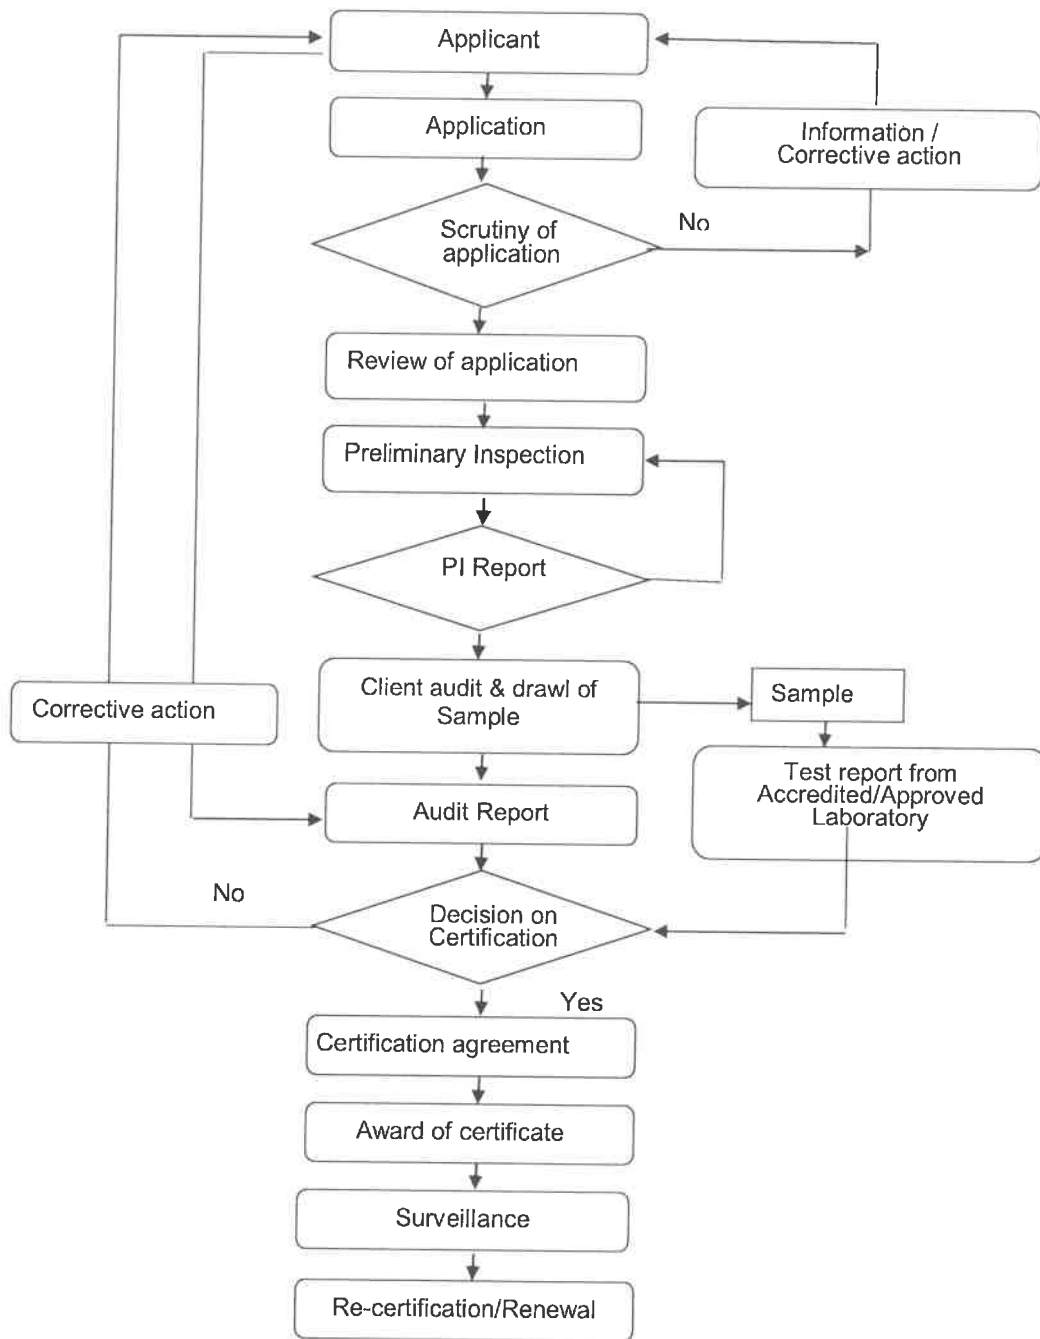 Applicant
Application
Information /
Corrective action
No
Scrutiny of
application
Review of application
Preliminary Inspection
PI Report
Client audit & drawl of
Sample
Sample
Corrective action
Test report from
Accredited/Approved
Laboratory
Audit Report
No
Decision on
Certification
Yes
Certification agreement
Award of certificate
Surveillance
Re-certification/Renewal